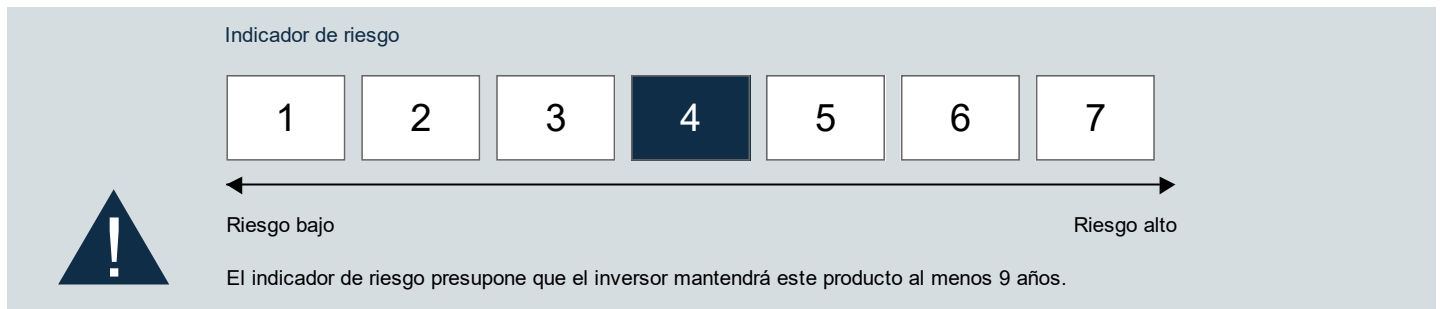 Indicador de riesgo
1 2 3 4 5 6 7
Riesgo bajo Riesgo alto
!
El indicador de riesgo presupone que el inversor mantendrá este producto al menos 9 años.